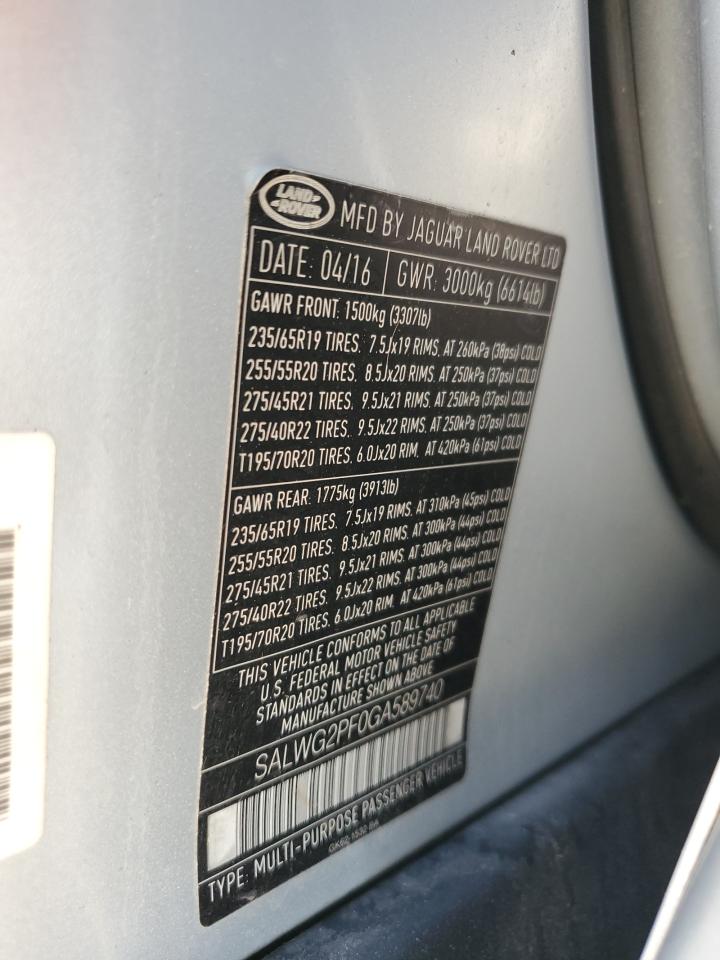 LAND-
-ROVER
MFD BY JAGUAR LAND ROVER LTD
DATE: 04/16 GWR: 3000kg (6614lb)
GAWR FRONT: 1500kg (3307lb)
235/65R19 TIRES. 7.5Jx19 RIMS. AT 260kPa (38psi) COLD
255/55R20 TIRES. 8.5Jx20 RIMS. AT 250kPa (37psi) COLD
275/45R21 TIRES. 9.5Jx21 RIMS. AT 250kPa (37psi) COLD
275/40R22 TIRES. 9.5Jx22 RIMS. AT 250kPa (37psi) COLD
T195/70R20 TIRES. 6.0Jx20 RIM. AT 420kPa (61psi) COLD
GAWR REAR: 1775kg (3913lb)
235/65R19 TIRES. 7.5Jx19 RIMS. AT 310kPa (45psi) COLD
255/55R20 TIRES. 8.5Jx20 RIMS. AT 300kPa (44psi) COLD
275/45R21 TIRES. 9.5Jx21 RIMS. AT 300kPa (44psi) COLD
275/40R22 TIRES. 9.5Jx22 RIMS. AT 300kPa (44psi) COLD
T195/70R20 TIRES. 6.0Jx20 RIM. AT 420kPa (61psi) COLD
THIS VEHICLE CONFORMS TO ALL APPLICABLE
U.S. FEDERAL MOTOR VEHICLE SAFETY
STANDARDS IN EFFECT ON THE DATE OF
MANUFACTURE SHOWN ABOVE
SALWG2PF0GA589740
TYPE: MULTI-PURPOSE PASSENGER VEHICLE